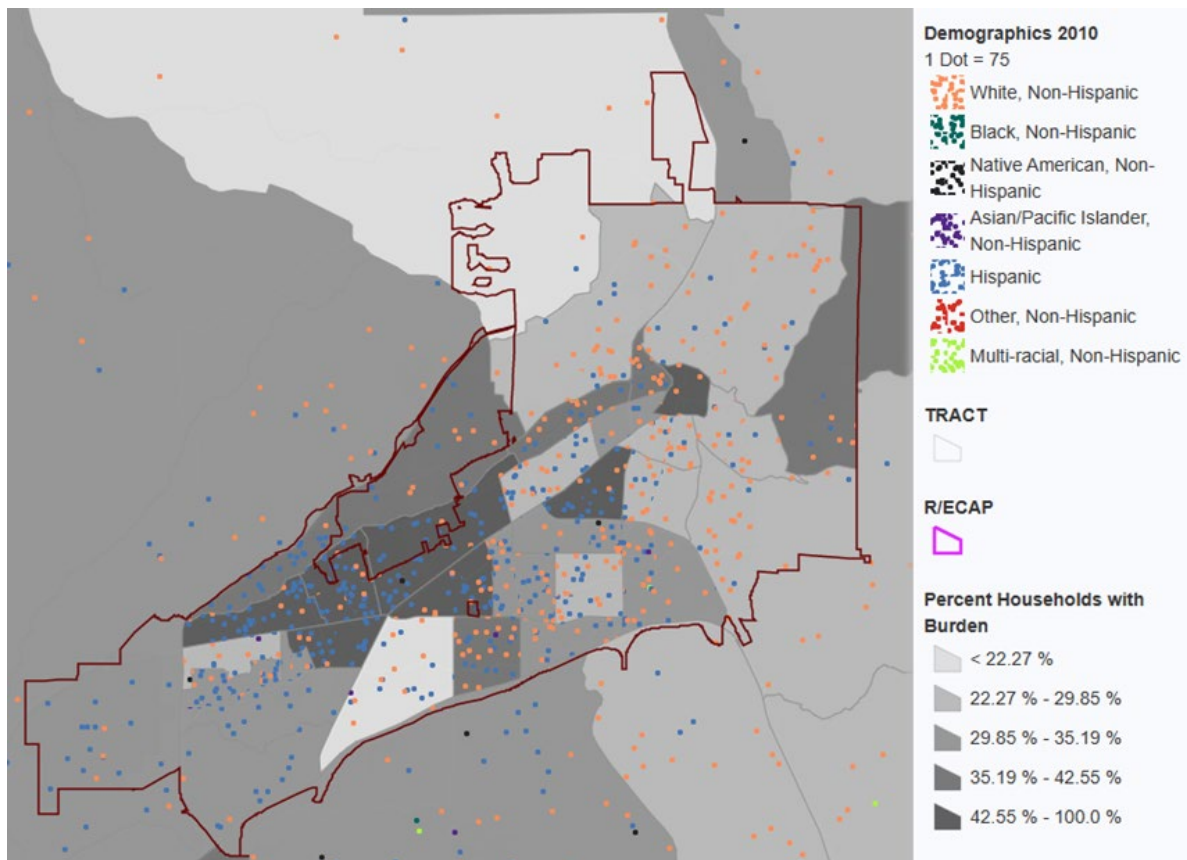 Demographics 2010
1 Dot = 75
White, Non-Hispanic
Black, Non-Hispanic
Native American, Non-
Hispanic
Asian/Pacific Islander,
Non-Hispanic
Hispanic
Other, Non-Hispanic
Multi-racial, Non-Hispanic
TRACT
R/ECAP
Percent Households with
Burden
< 22.27 %
22.27 % - 29.85 %
29.85 % - 35.19 %
35.19 % - 42.55 %
42.55 % - 100.0 %